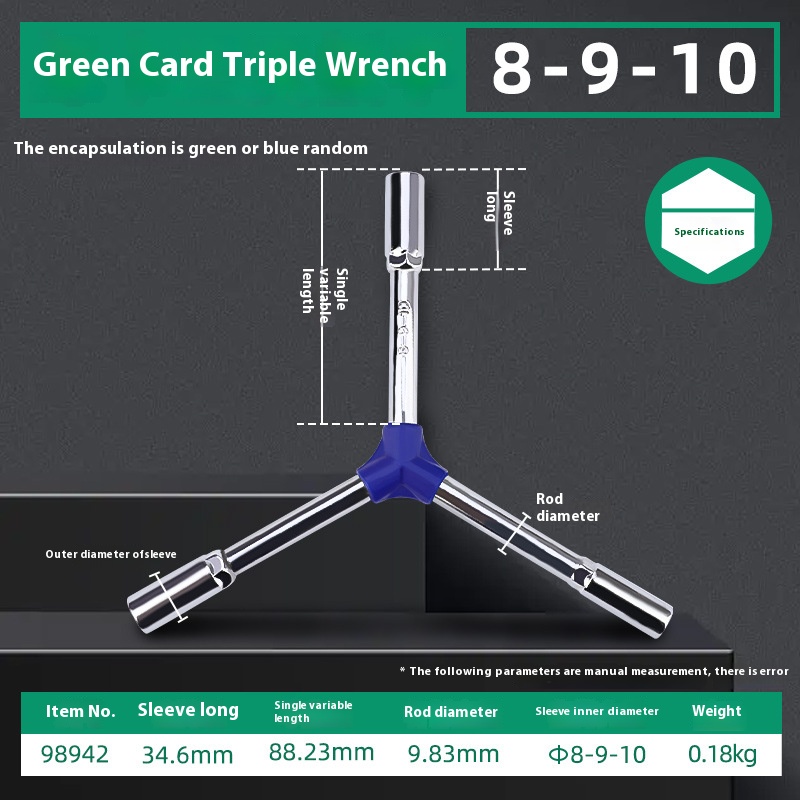 Green Card Triple Wrench
8-9-10
The encapsulation is green or blue random
Sleeve
long
Specifications
Single
variable
length
Rod
diameter
Outer diameter ofsleeve
* The following parameters are manual measurement, there is error
Item No. Sleeve long Single variable length Rod diameter Sleeve inner diameter Weight
98942 34.6mm 88.23mm 9.83mm Φ8-9-10 0.18kg